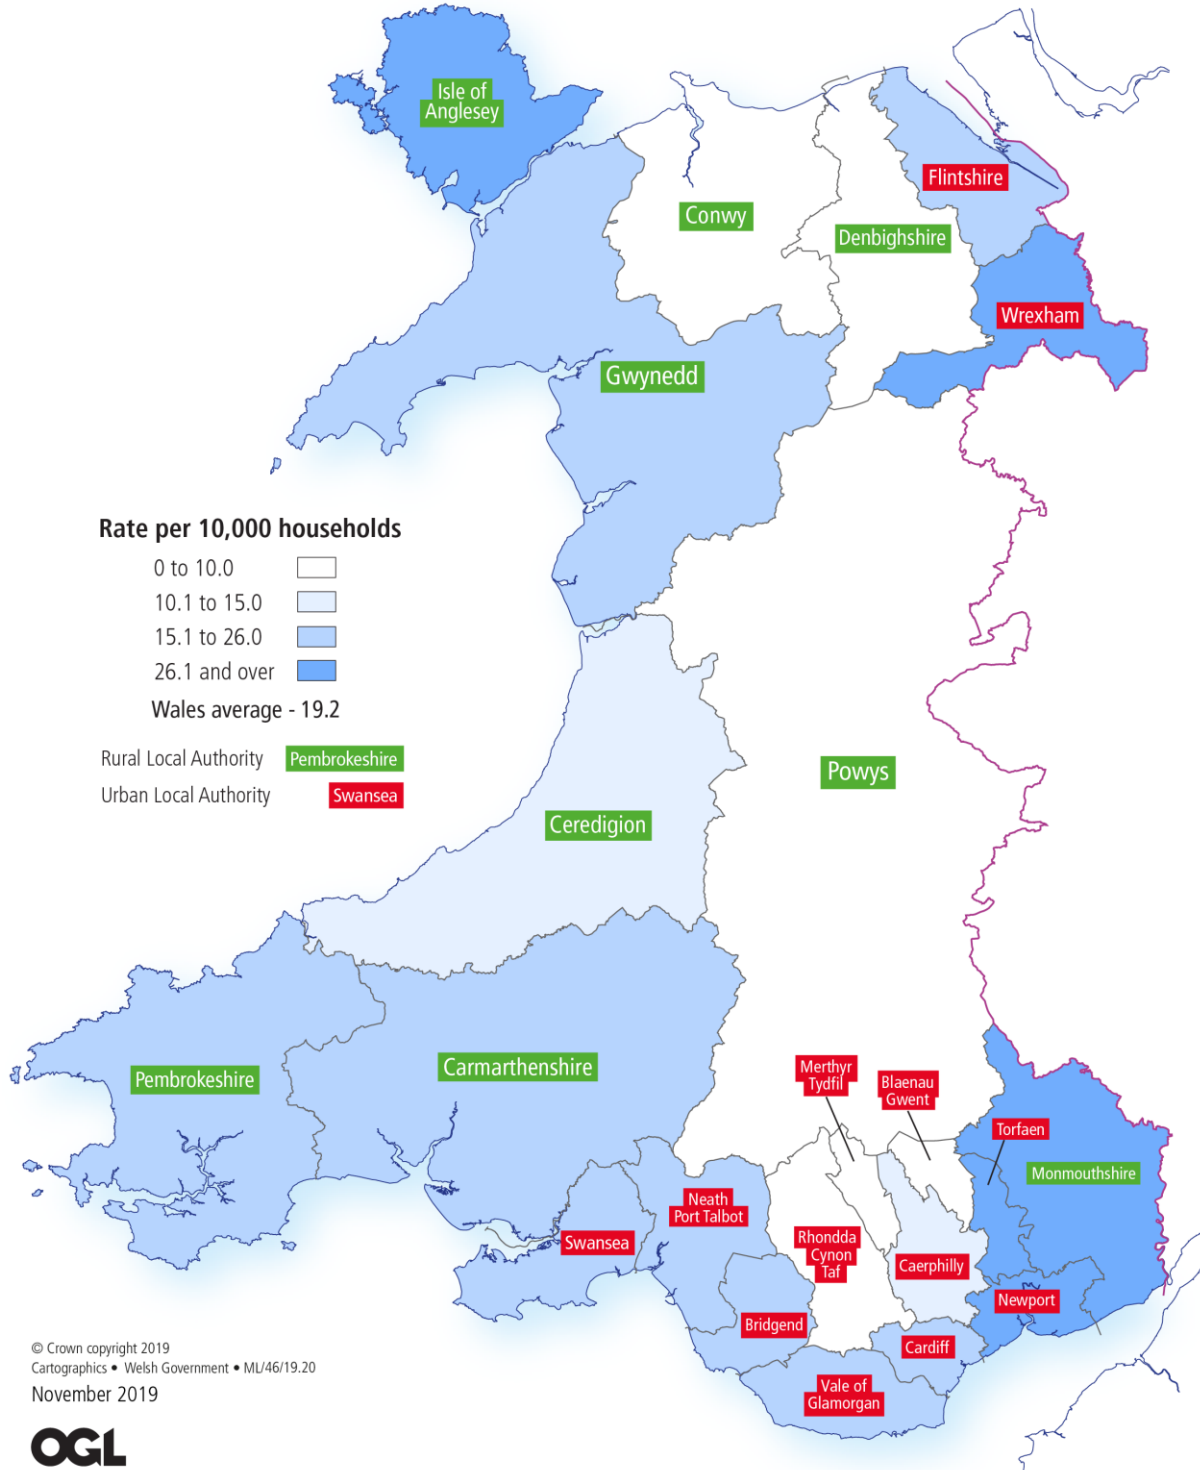 Isle of
Anglesey
Flintshire
Conwy
Denbighshire
Wrexham
Gwynedd
Rate per 10,000 households
0 to 10.0
10.1 to 15.0
15.1 to 26.0
26.1 and over
Wales average - 19.2
Rural Local Authority Pembrokeshire
Urban Local Authority Swansea
Powys
Ceredigion
Carmarthenshire
Pembrokeshire
Merthyr
Tydfil
Blaenau
Gwent
Torfaen
Monmouthshire
Neath
Port Talbot
Swansea
Rhondda
Cynon
Taf
Caerphilly
Newport
Bridgend
Cardiff
Vale of
Glamorgan
© Crown copyright 2019
Cartographics • Welsh Government • ML/46/19.20
November 2019
OGL